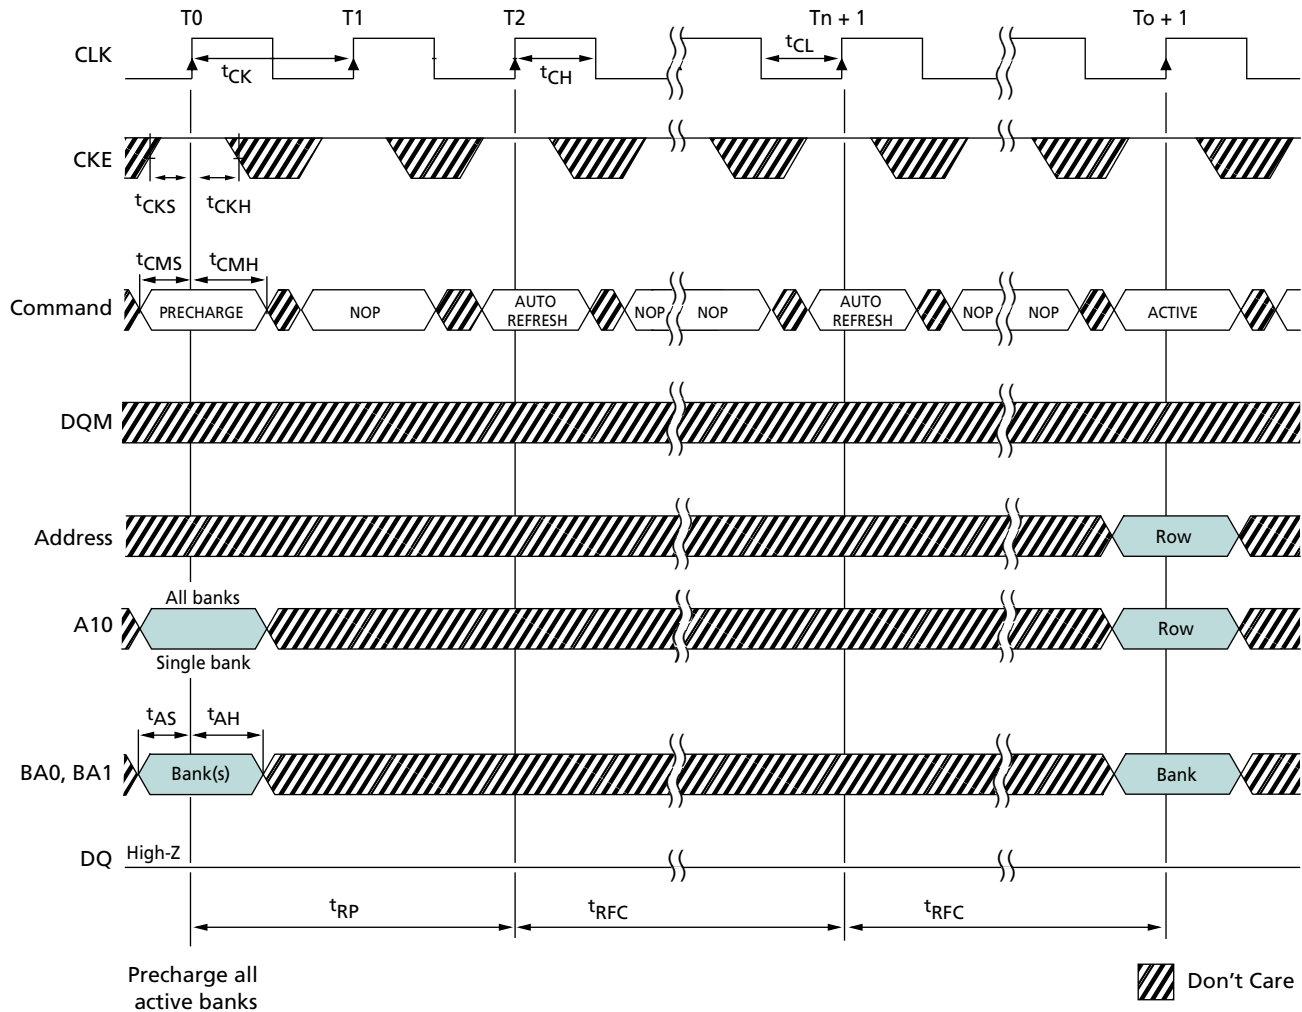 T0 T1 T2 Tn + 1 To + 1
CLK
tCK tCH tCL
CKE
tCKS tCKH
tCMS tCMH
Command PRECHARGE NOP AUTO REFRESH NOP NOP AUTO REFRESH NOP NOP ACTIVE
DQM
Address Row
All banks
A10 Row
Single bank
tAS tAH
BA0, BA1 Bank(s) Bank
DQ High-Z
tRP tRFC tRFC
Precharge all
active banks
Don't Care